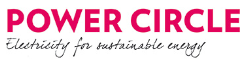 POWER CIRCLE
Electricity for sustainable energy